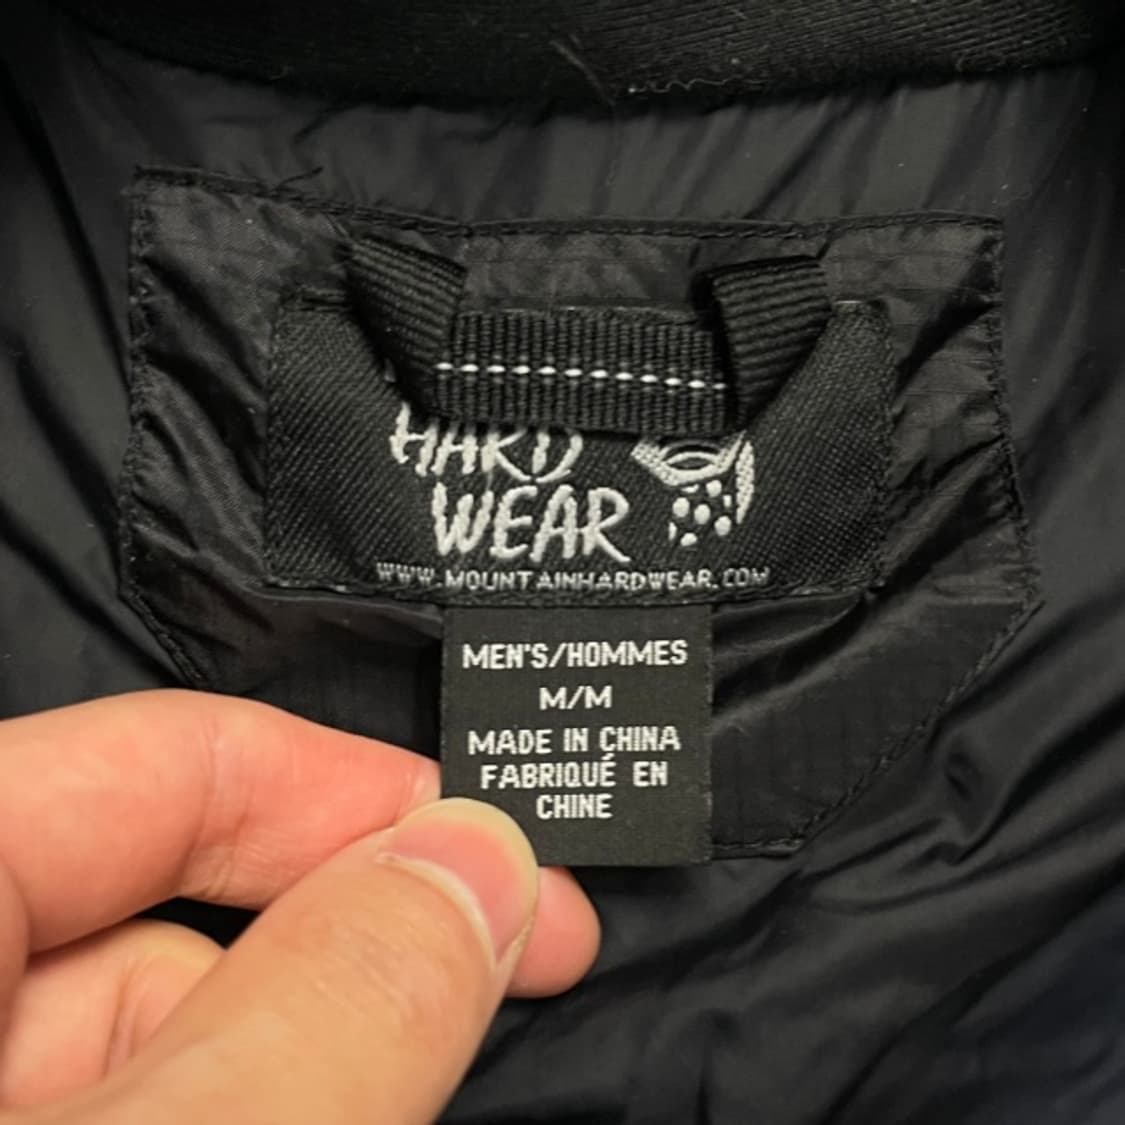 HARD
WEAR
WWW.MOUNTAINHARDWEAR.COM
MEN'S/HOMMES
M/M
MADE IN CHINA
FABRIQUÉ EN
CHINE